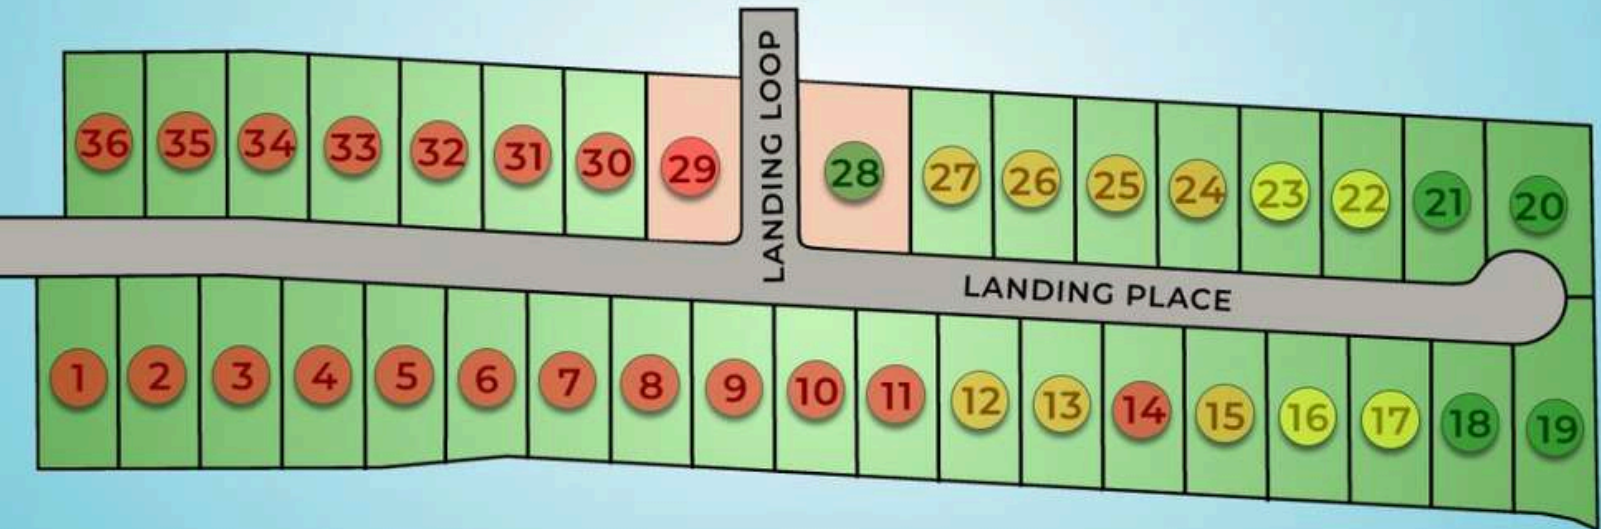 LANDING LOOP
36 35 34 33 32 31 30 29 28 27 26 25 24 23 22 21 20
LANDING PLACE
1 2 3 4 5 6 7 8 9 10 11 12 13 14 15 16 17 18 19